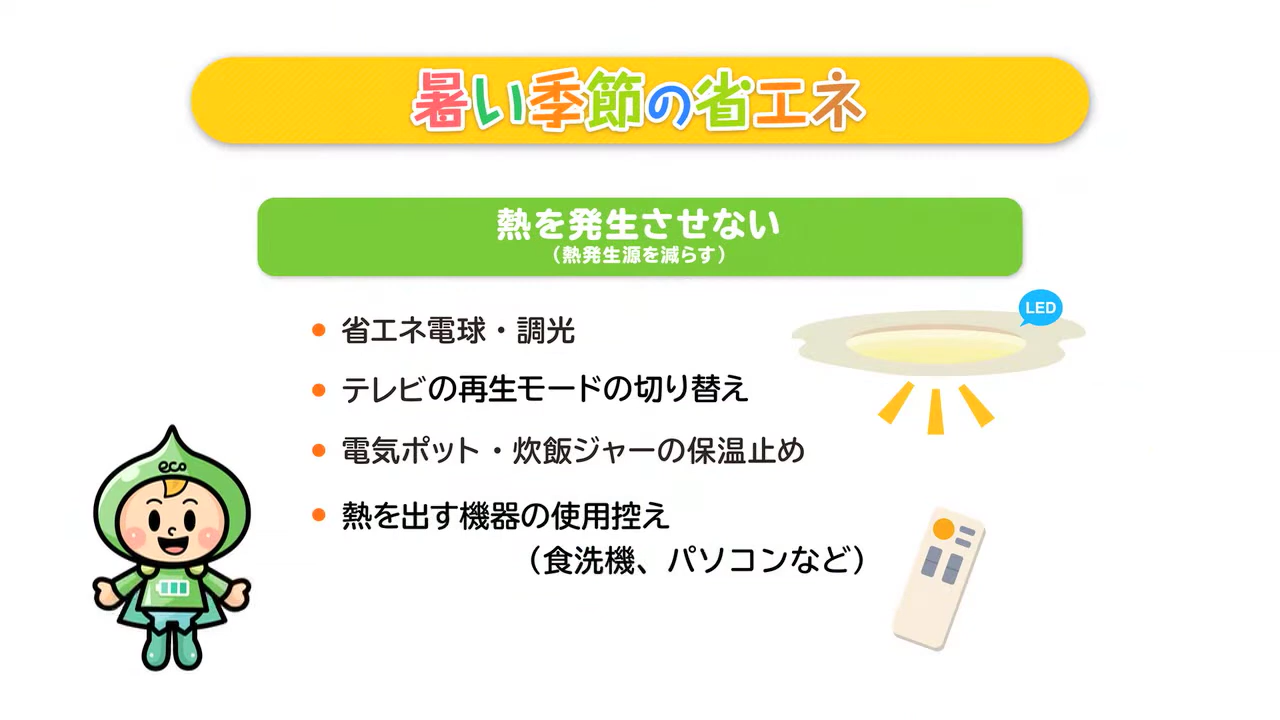 暑い季節の省エネ
熱を発生させない
（熱発生源を減らす）
LED
・省エネ電球・調光
・テレビの再生モードの切り替え
・電気ポット・炊飯ジャーの保温止め
・熱を出す機器の使用控え
（食洗機、パソコンなど）
eco